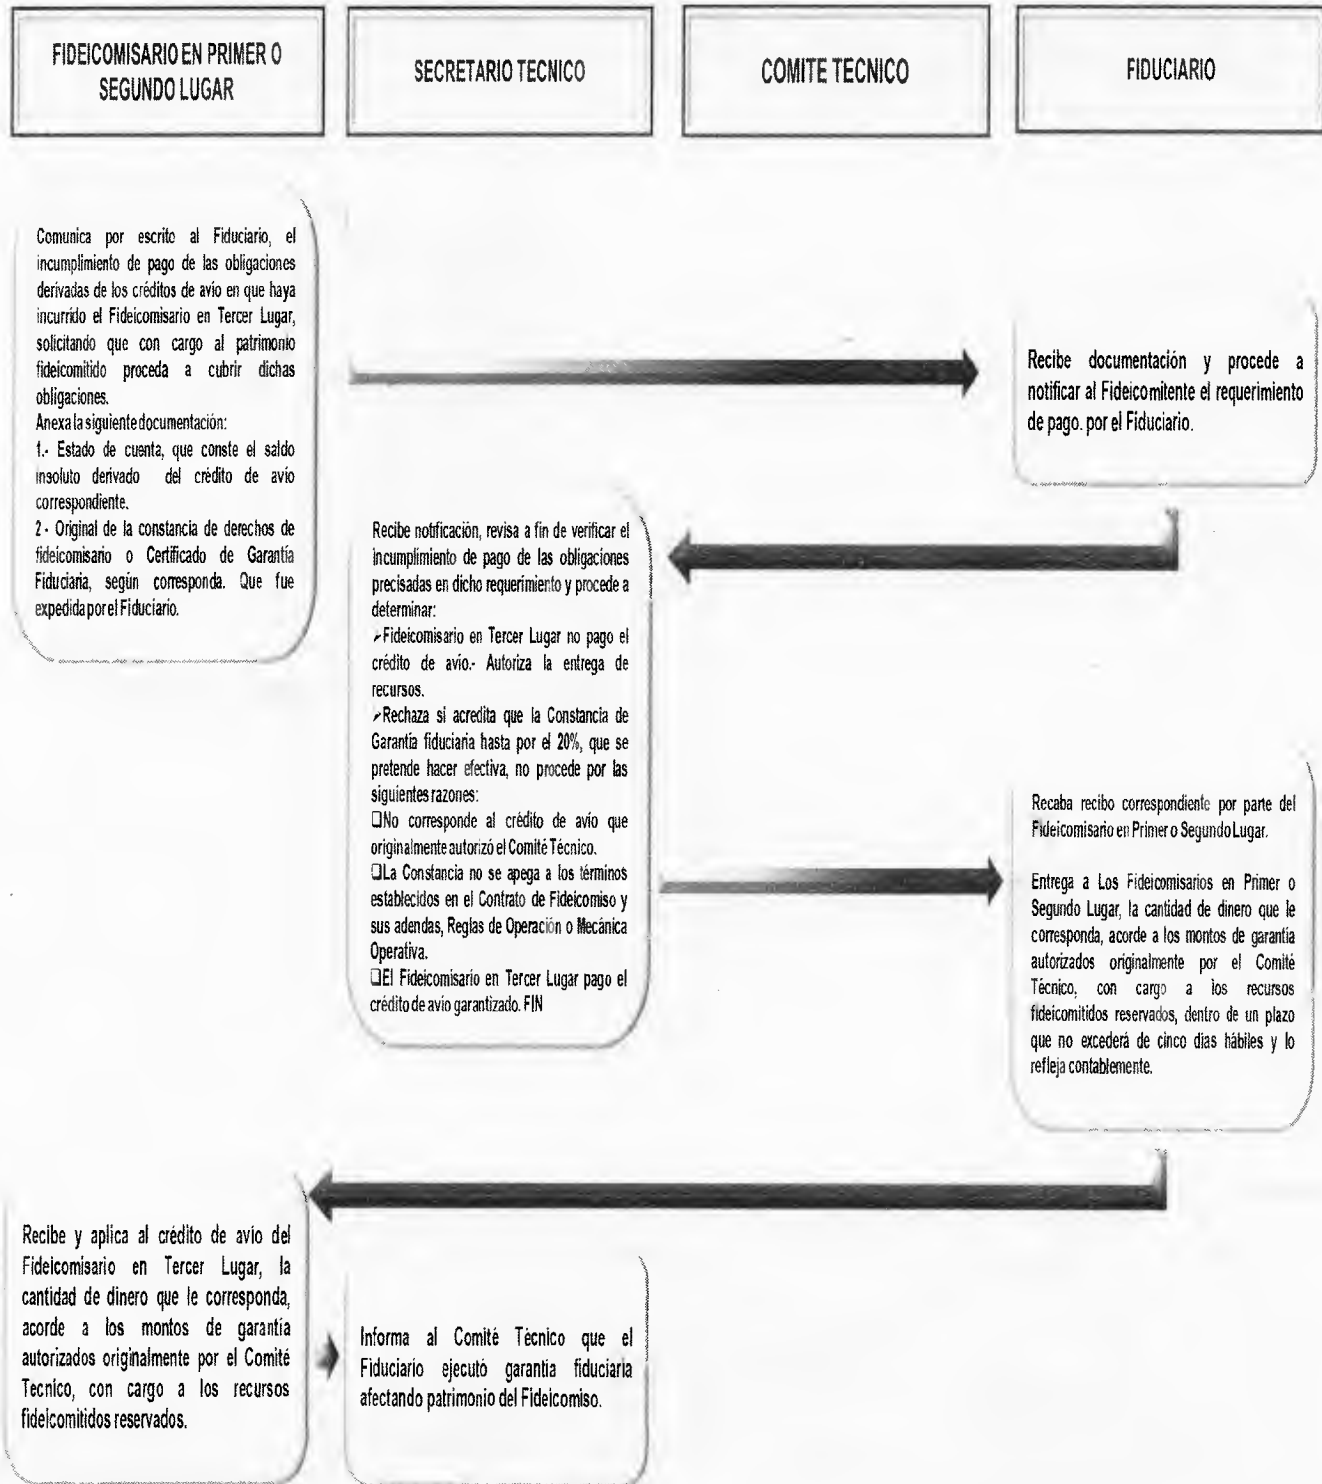 FIDEICOMISARIO EN PRIMER O
SEGUNDO LUGAR
SECRETARIO TECNICO
COMITE TECNICO
FIDUCIARIO
Comunica por escrito al Fiduciario, el
incumplimiento de pago de las obligaciones
derivadas de los créditos de avío en que haya
incurrido el Fideicomisario en Tercer Lugar,
solicitando que con cargo al patrimonio
fideicomitido proceda a cubrir dichas
obligaciones.
Anexa la siguiente documentación:
1.- Estado de cuenta, que conste el saldo
insoluto derivado del crédito de avío
correspondiente.
2.- Original de la constancia de derechos de
fideicomisario o Certificado de Garantía
Fiduciaria, según corresponda. Que fue
expedida por el Fiduciario.
Recibe documentación y procede a
notificar al Fideicomitente el requerimiento
de pago. por el Fiduciario.
Recibe notificación, revisa a fin de verificar el
incumplimiento de pago de las obligaciones
precisadas en dicho requerimiento y procede a
determinar:
➢Fideicomisario en Tercer Lugar no pago el
crédito de avío.- Autoriza la entrega de
recursos.
➢Rechaza si acredita que la Constancia de
Garantía fiduciaria hasta por el 20%, que se
pretende hacer efectiva, no procede por las
siguientes razones:
❑No corresponde al crédito de avío que
originalmente autorizó el Comité Técnico.
❑La Constancia no se apega a los términos
establecidos en el Contrato de Fideicomiso y
sus adendas, Reglas de Operación o Mecánica
Operativa.
❑El Fideicomisario en Tercer Lugar pago el
crédito de avío garantizado. FIN
Recaba recibo correspondiente por parte del
Fideicomisario en Primer o Segundo Lugar.
Entrega a Los Fideicomisarios en Primer o
Segundo Lugar, la cantidad de dinero que le
corresponda, acorde a los montos de garantía
autorizados originalmente por el Comité
Técnico, con cargo a los recursos
fideicomitidos reservados, dentro de un plazo
que no excederá de cinco días hábiles y lo
refleja contablemente.
Recibe y aplica al crédito de avío del
Fideicomisario en Tercer Lugar, la
cantidad de dinero que le corresponda,
acorde a los montos de garantía
autorizados originalmente por el Comité
Tecnico, con cargo a los recursos
fideicomitidos reservados.
Informa al Comité Técnico que el
Fiduciario ejecutó garantía fiduciaria
afectando patrimonio del Fideicomiso.